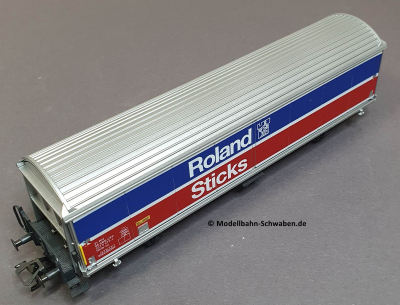 Roland
Sticks
© Modellbahn-Schwaben.de